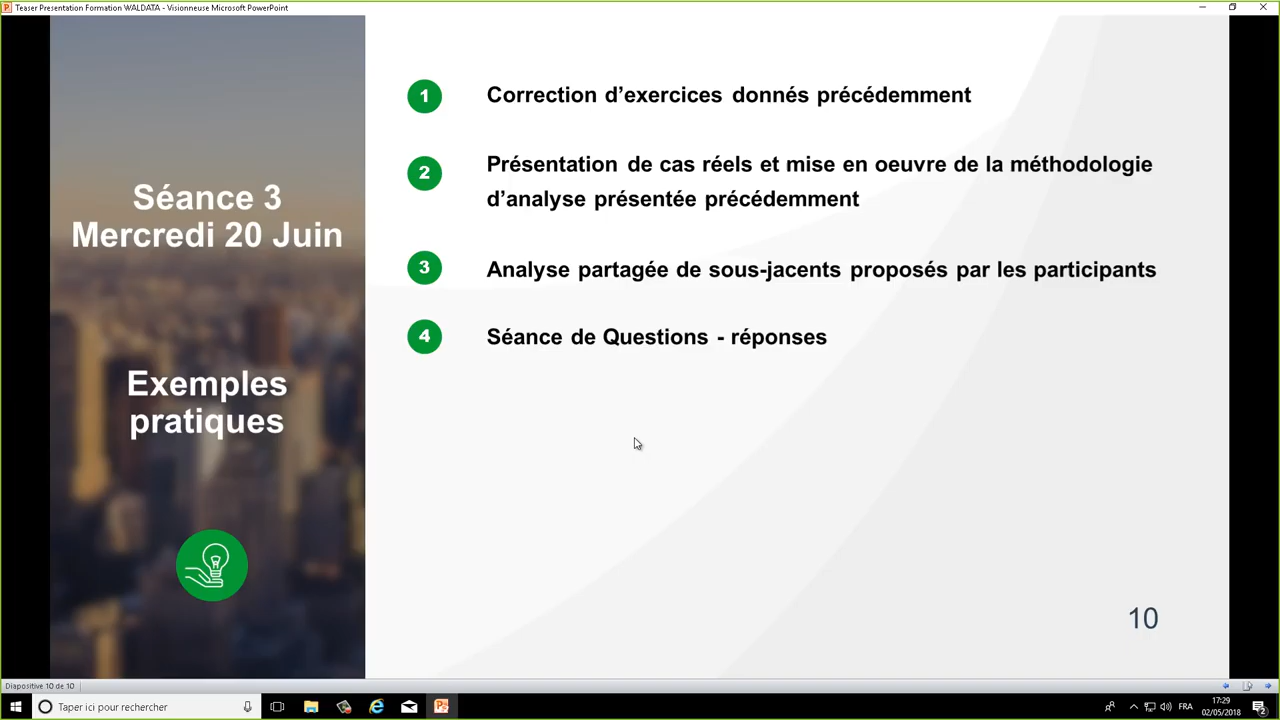 Teaser Presentation Formation WALDATA - Visionneuse Microsoft PowerPoint
Séance 3
Mercredi 20 Juin
Exemples
pratiques
1 Correction d’exercices donnés précédemment
2 Présentation de cas réels et mise en oeuvre de la méthodologie
d’analyse présentée précédemment
3 Analyse partagée de sous-jacents proposés par les participants
4 Séance de Questions - réponses
10
Diapositive 10 de 10
Taper ici pour rechercher
FRA
17:29
02/05/2018
2